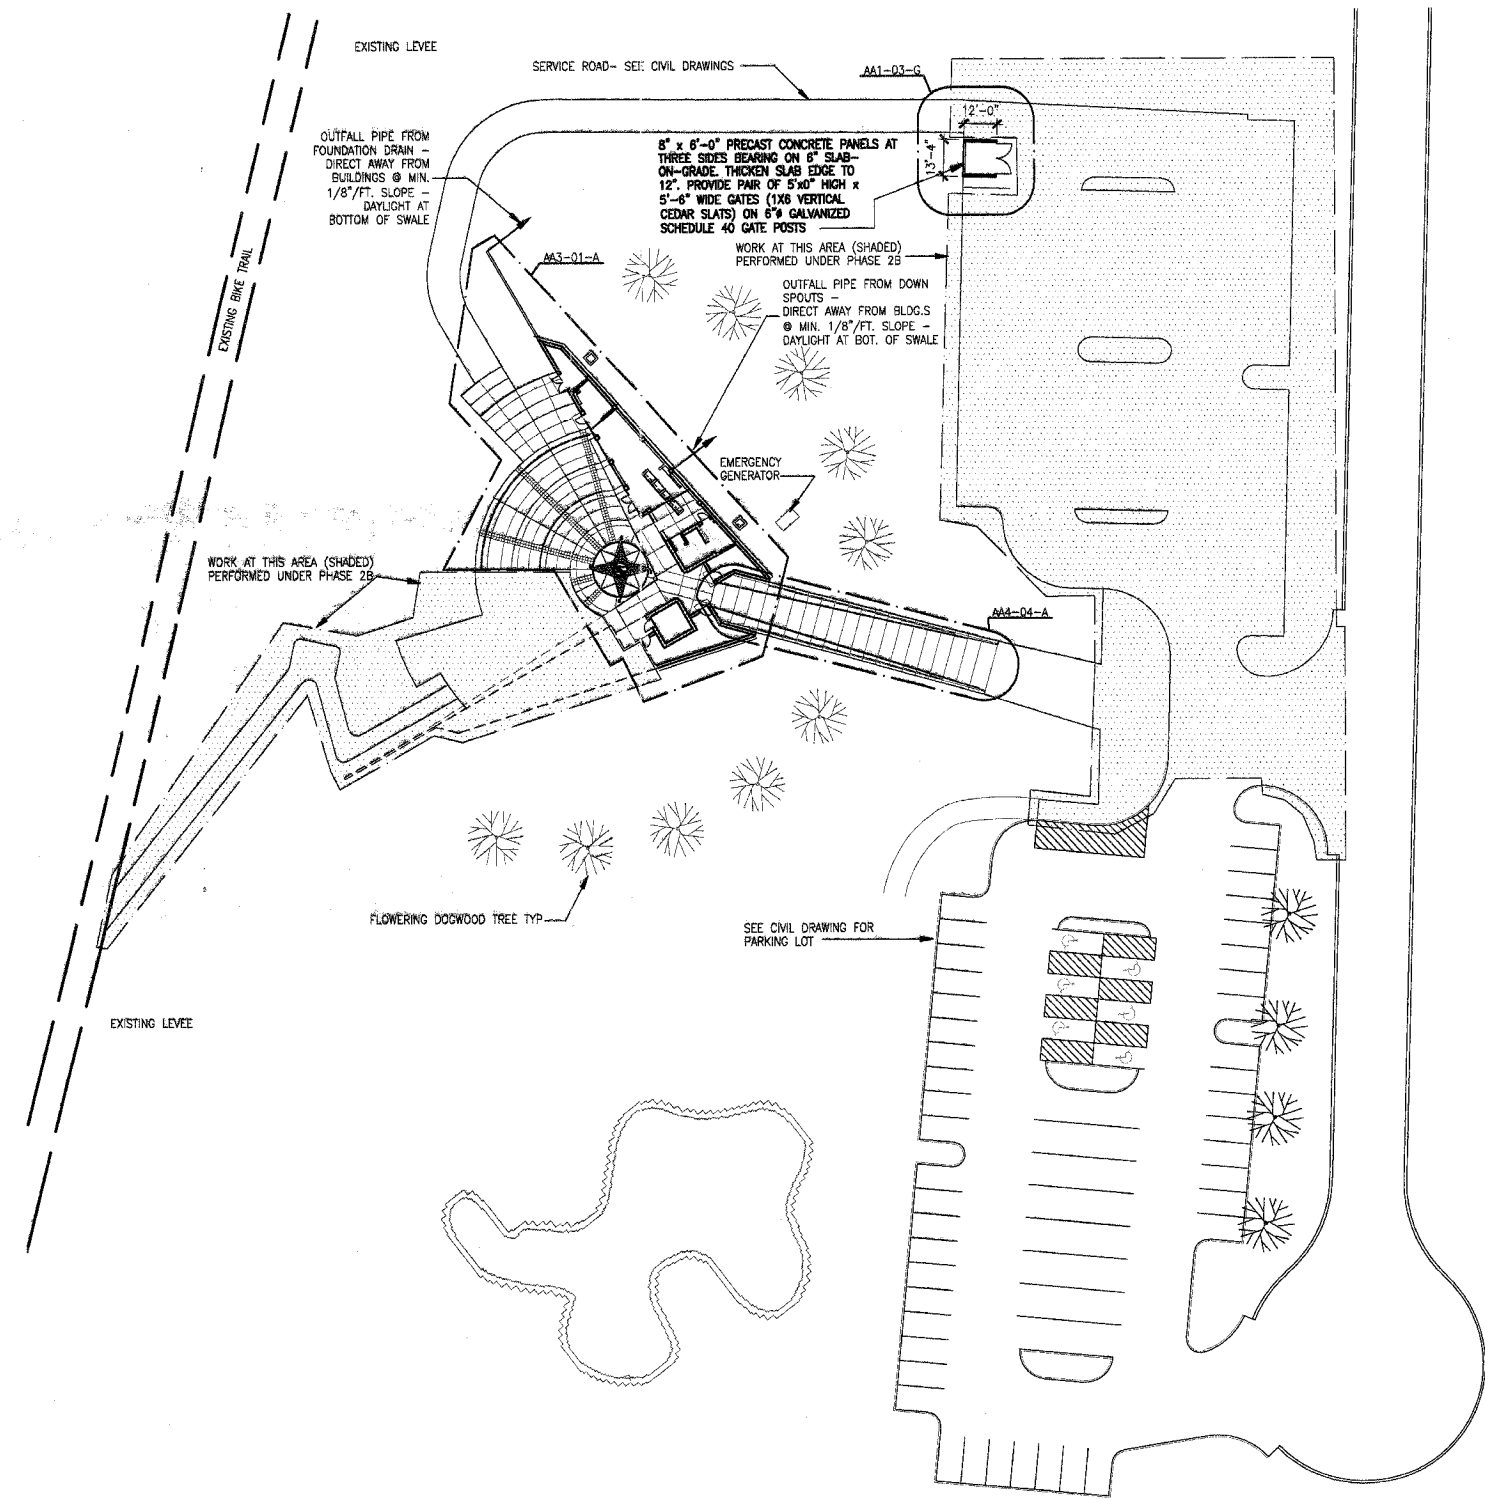 EXISTING LEVEE
SERVICE ROAD- SEE CIVIL DRAWINGS
AA1-03-G
12'-0"
13'-4"
OUTFALL PIPE FROM
FOUNDATION DRAIN -
DIRECT AWAY FROM
BUILDINGS @ MIN.
1/8"/FT. SLOPE -
DAYLIGHT AT
BOTTOM OF SWALE
8" x 6'-0" PRECAST CONCRETE PANELS AT
THREE SIDES BEARING ON 6" SLAB-
ON-GRADE. THICKEN SLAB EDGE TO
12". PROVIDE PAIR OF 5'x0" HIGH x
5'-6" WIDE GATES (1X6 VERTICAL
CEDAR SLATS) ON 6"ø GALVANIZED
SCHEDULE 40 GATE POSTS
WORK AT THIS AREA (SHADED)
PERFORMED UNDER PHASE 2B
AA3-01-A
OUTFALL PIPE FROM DOWN
SPOUTS -
DIRECT AWAY FROM BLDG.S
@ MIN. 1/8"/FT. SLOPE -
DAYLIGHT AT BOT. OF SWALE
EXISTING BIKE TRAIL
EMERGENCY
GENERATOR
WORK AT THIS AREA (SHADED)
PERFORMED UNDER PHASE 2B
AA4-04-A
FLOWERING DOGWOOD TREE TYP
SEE CIVIL DRAWING FOR
PARKING LOT
EXISTING LEVEE